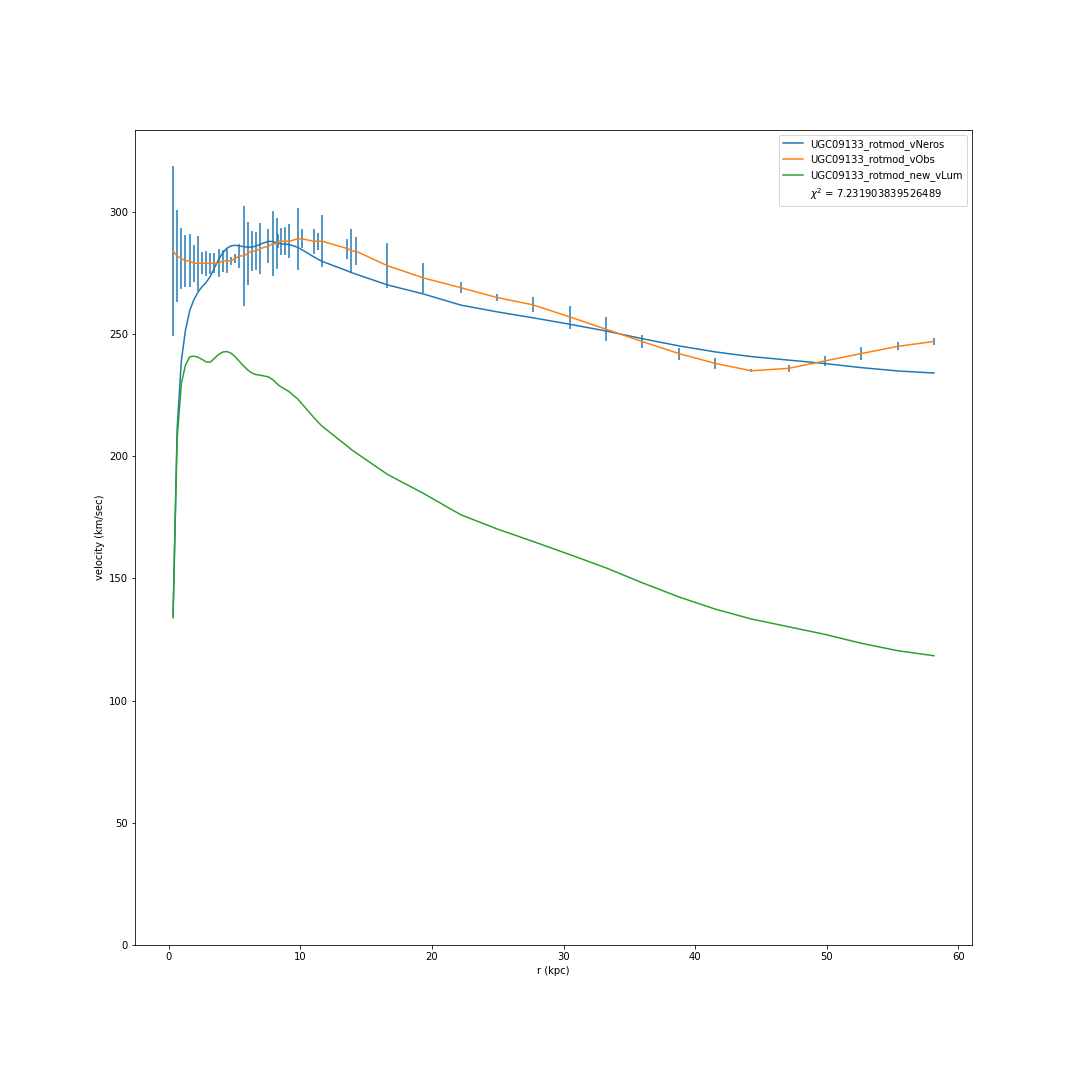 UGC09133_rotmod_vNeros
UGC09133_rotmod_vObs
UGC09133_rotmod_new_vLum
χ² = 7.231903839526489
300
250
200
150
100
50
0
velocity (km/sec)
0 10 20 30 40 50 60
r (kpc)